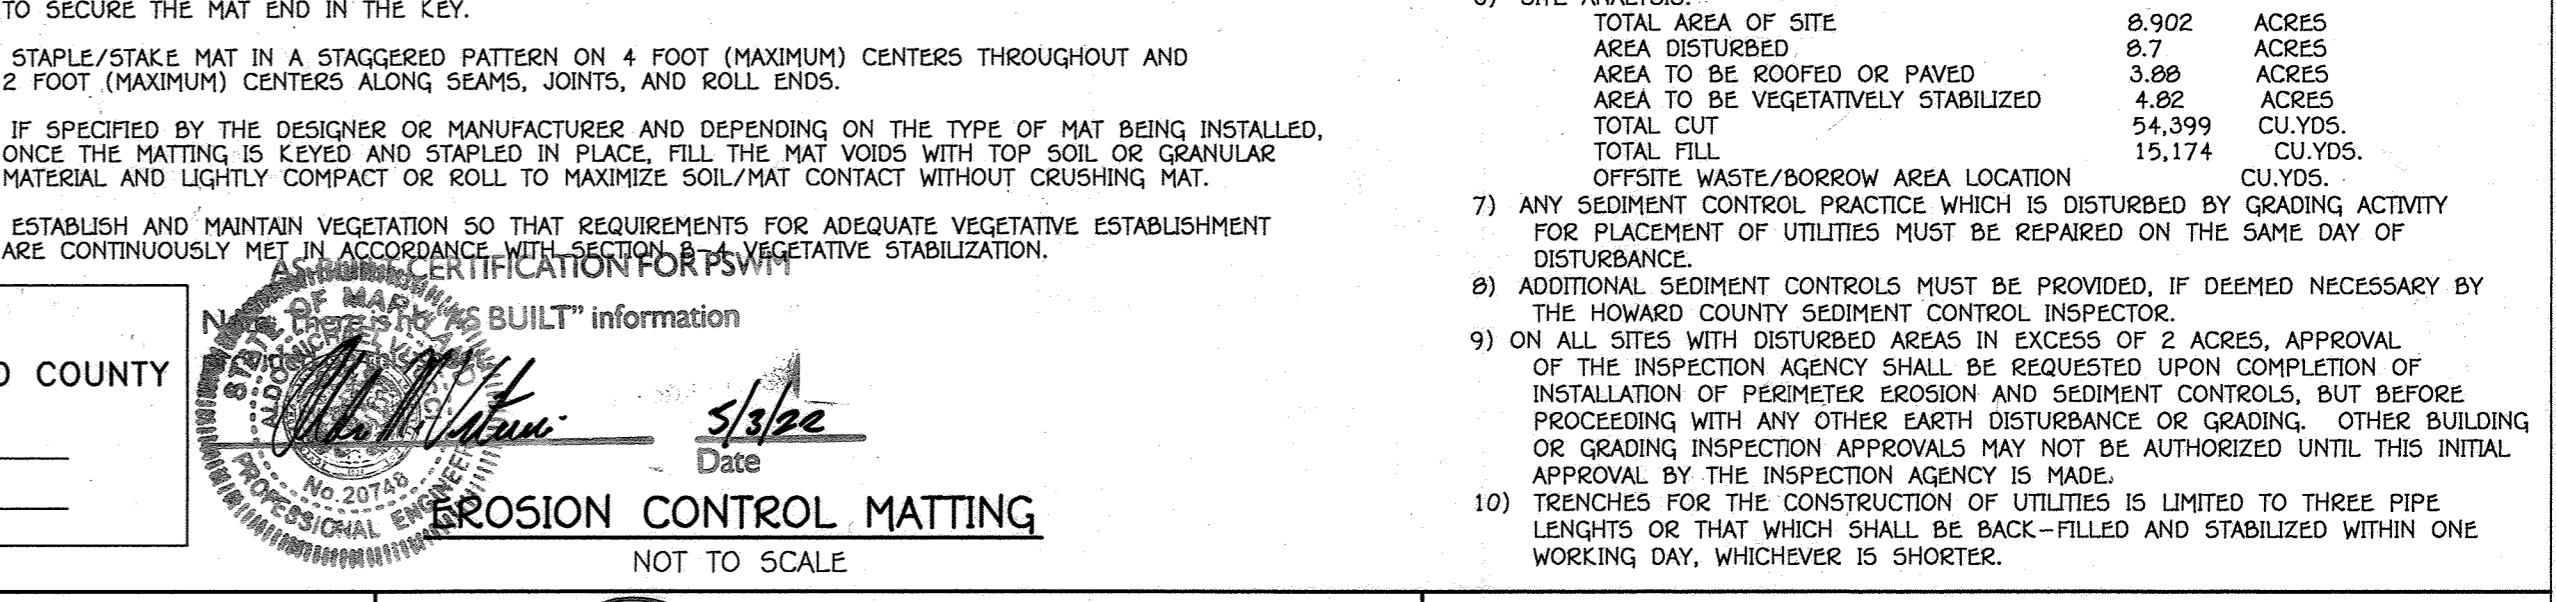 TO SECURE THE MAT END IN THE KEY.
STAPLE/STAKE MAT IN A STAGGERED PATTERN ON 4 FOOT (MAXIMUM) CENTERS THROUGHOUT AND
2 FOOT (MAXIMUM) CENTERS ALONG SEAMS, JOINTS, AND ROLL ENDS.
IF SPECIFIED BY THE DESIGNER OR MANUFACTURER AND DEPENDING ON THE TYPE OF MAT BEING INSTALLED,
ONCE THE MATTING IS KEYED AND STAPLED IN PLACE, FILL THE MAT VOIDS WITH TOP SOIL OR GRANULAR
MATERIAL AND LIGHTLY COMPACT OR ROLL TO MAXIMIZE SOIL/MAT CONTACT WITHOUT CRUSHING MAT.
ESTABLISH AND MAINTAIN VEGETATION SO THAT REQUIREMENTS FOR ADEQUATE VEGETATIVE ESTABLISHMENT
ARE CONTINUOUSLY MET IN ACCORDANCE WITH SECTION B-4 VEGETATIVE STABILIZATION.
AS-BUILT CERTIFICATION FOR PSWM
Note: There is no "AS BUILT" information
STATE OF MARYLAND
PROFESSIONAL ENGINEER
No. 20748
5/3/22
Date
COUNTY
EROSION CONTROL MATTING
NOT TO SCALE
6) SITE ANALYSIS:
TOTAL AREA OF SITE 8.902 ACRES
AREA DISTURBED 8.7 ACRES
AREA TO BE ROOFED OR PAVED 3.88 ACRES
AREA TO BE VEGETATIVELY STABILIZED 4.82 ACRES
TOTAL CUT 54,399 CU.YDS.
TOTAL FILL 15,174 CU.YDS.
OFFSITE WASTE/BORROW AREA LOCATION CU.YDS.
7) ANY SEDIMENT CONTROL PRACTICE WHICH IS DISTURBED BY GRADING ACTIVITY
FOR PLACEMENT OF UTILITIES MUST BE REPAIRED ON THE SAME DAY OF
DISTURBANCE.
8) ADDITIONAL SEDIMENT CONTROLS MUST BE PROVIDED, IF DEEMED NECESSARY BY
THE HOWARD COUNTY SEDIMENT CONTROL INSPECTOR.
9) ON ALL SITES WITH DISTURBED AREAS IN EXCESS OF 2 ACRES, APPROVAL
OF THE INSPECTION AGENCY SHALL BE REQUESTED UPON COMPLETION OF
INSTALLATION OF PERIMETER EROSION AND SEDIMENT CONTROLS, BUT BEFORE
PROCEEDING WITH ANY OTHER EARTH DISTURBANCE OR GRADING. OTHER BUILDING
OR GRADING INSPECTION APPROVALS MAY NOT BE AUTHORIZED UNTIL THIS INITIAL
APPROVAL BY THE INSPECTION AGENCY IS MADE.
10) TRENCHES FOR THE CONSTRUCTION OF UTILITIES IS LIMITED TO THREE PIPE
LENGHTS OR THAT WHICH SHALL BE BACK-FILLED AND STABILIZED WITHIN ONE
WORKING DAY, WHICHEVER IS SHORTER.